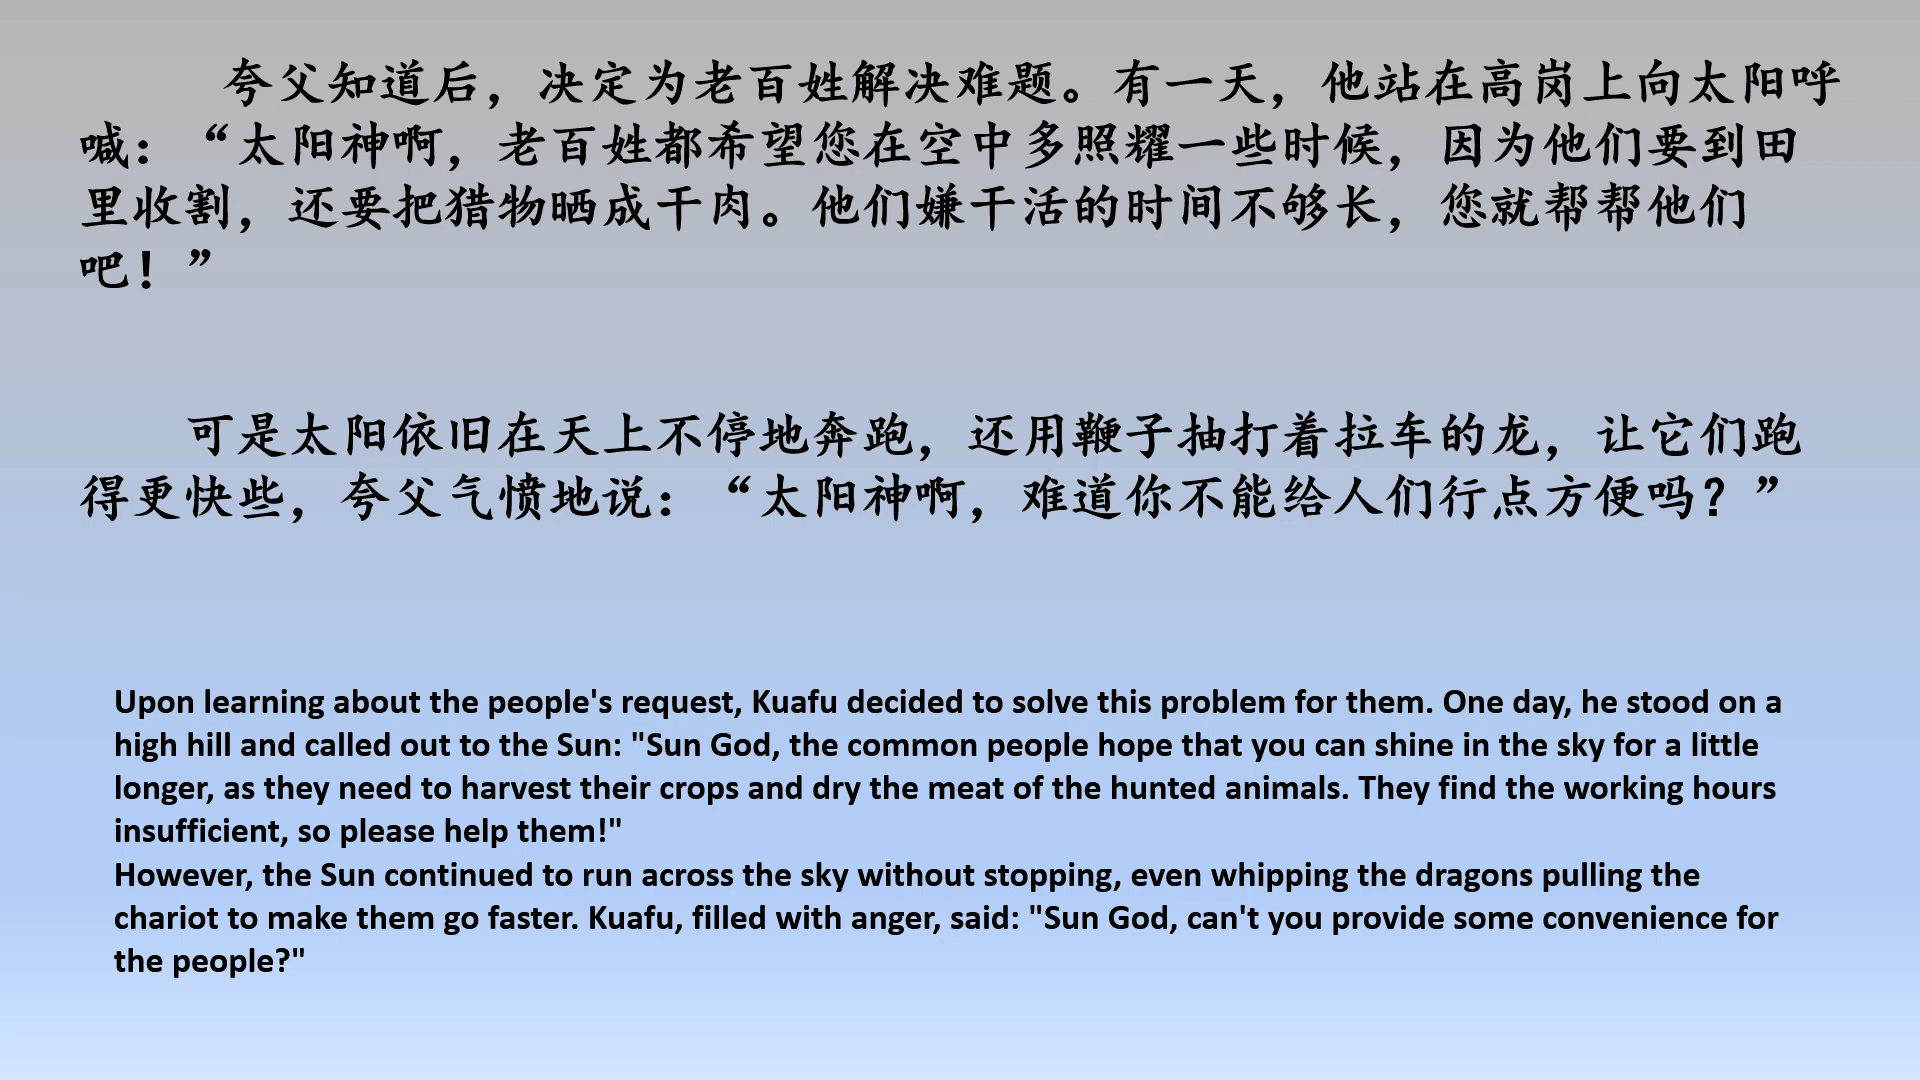 夸父知道后，决定为老百姓解决难题。有一天，他站在高岗上向太阳呼
喊：“太阳神啊，老百姓都希望您在空中多照耀一些时候，因为他们要到田
里收割，还要把猎物晒成干肉。他们嫌干活的时间不够长，您就帮帮他们
吧！”
可是太阳依旧在天上不停地奔跑，还用鞭子抽打着拉车的龙，让它们跑
得更快些，夸父气愤地说：“太阳神啊，难道你不能给人们行点方便吗？”
Upon learning about the people's request, Kuafu decided to solve this problem for them. One day, he stood on a
high hill and called out to the Sun: "Sun God, the common people hope that you can shine in the sky for a little
longer, as they need to harvest their crops and dry the meat of the hunted animals. They find the working hours
insufficient, so please help them!"
However, the Sun continued to run across the sky without stopping, even whipping the dragons pulling the
chariot to make them go faster. Kuafu, filled with anger, said: "Sun God, can't you provide some convenience for
the people?"